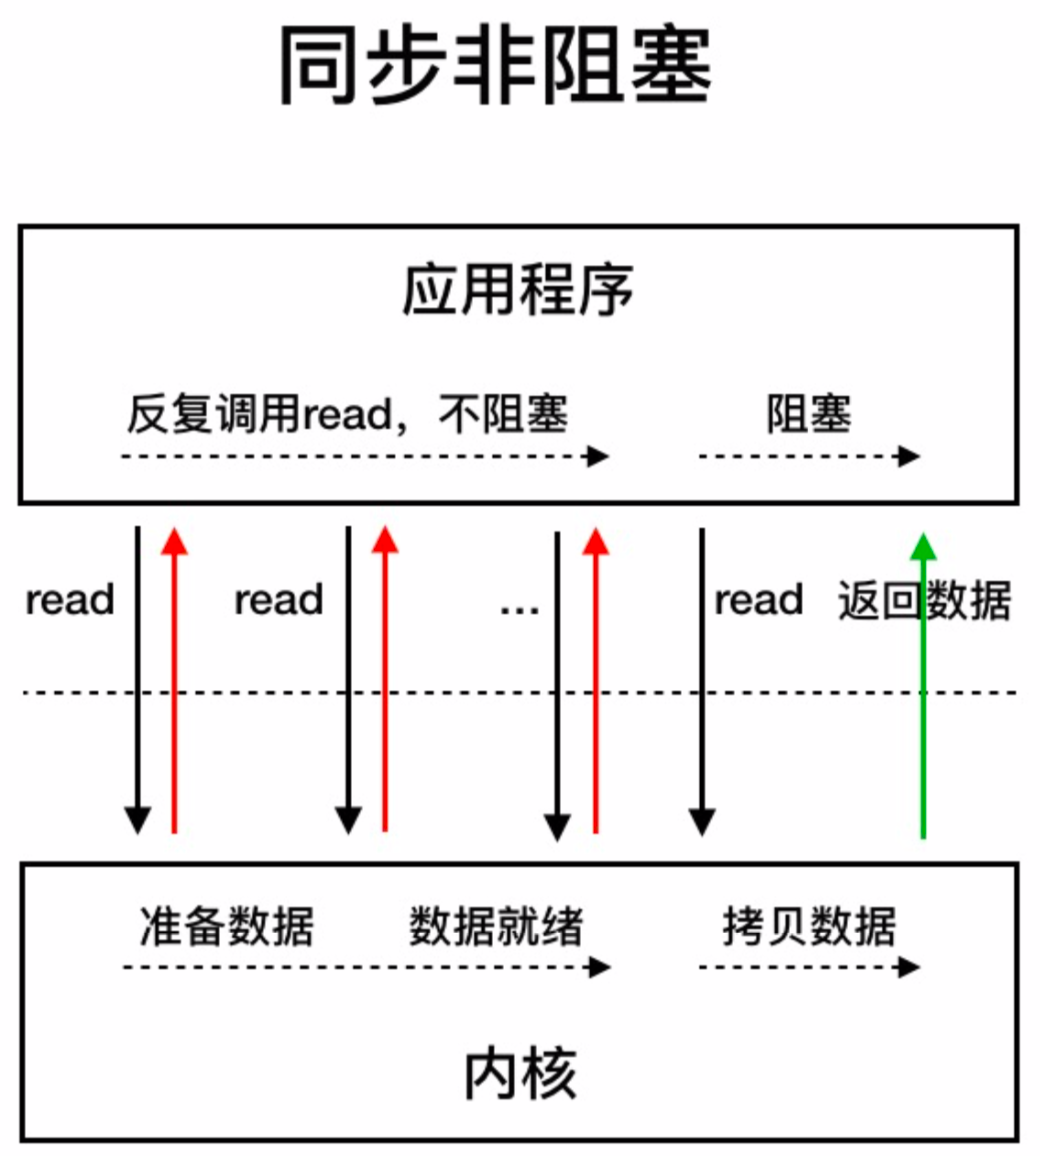 同步非阻塞
应用程序
反复调用read，不阻塞
阻塞
read
read
...
read
返回数据
准备数据
数据就绪
拷贝数据
内核